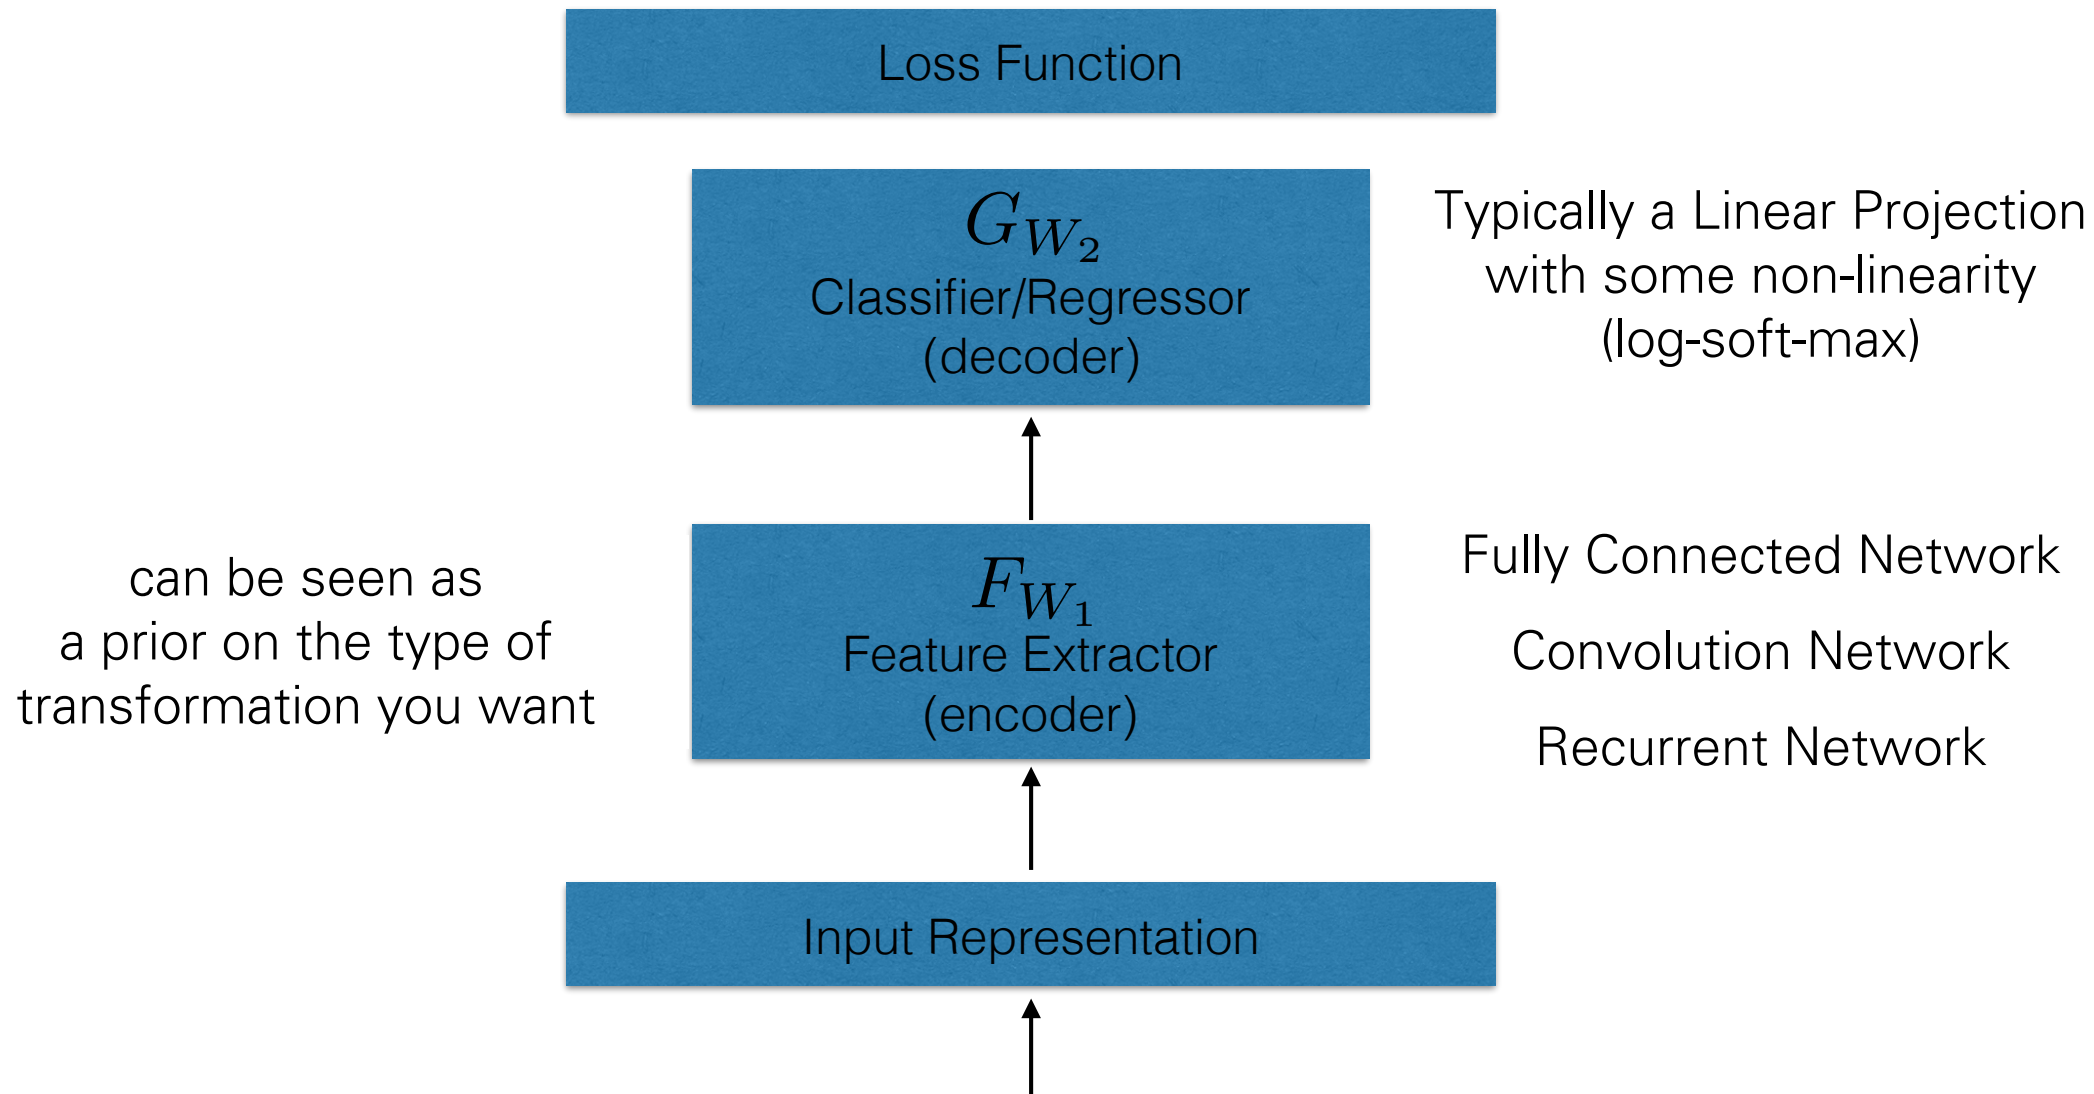 Loss Function
G_{W_2}
Classifier/Regressor
(decoder)
Typically a Linear Projection
with some non-linearity
(log-soft-max)
can be seen as
a prior on the type of
transformation you want
F_{W_1}
Feature Extractor
(encoder)
Fully Connected Network
Convolution Network
Recurrent Network
Input Representation